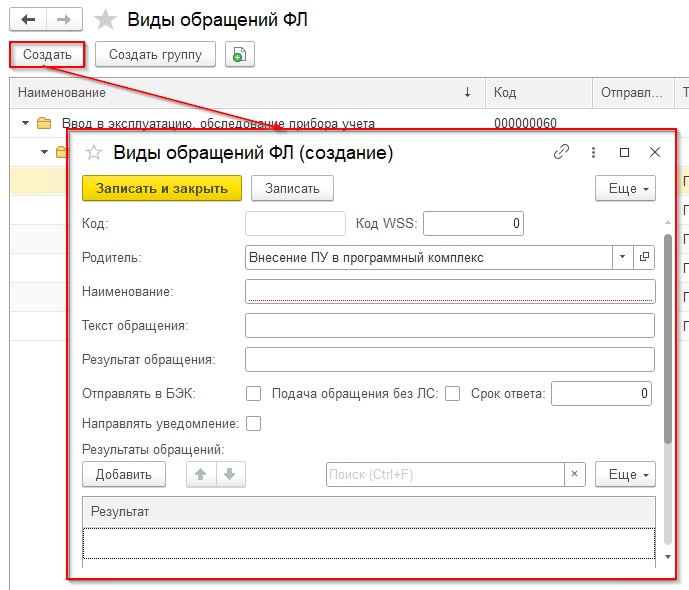 Виды обращений ФЛ
Создать Создать группу
Наименование ↓ Код Отправл...
Ввод в эксплуатацию, обследование прибора учета 000000060
Виды обращений ФЛ (создание)
Записать и закрыть Записать Еще
Код: Код WSS: 0
Родитель: Внесение ПУ в программный комплекс
Наименование:
Текст обращения:
Результат обращения:
Отправлять в БЭК: Подача обращения без ЛС: Срок ответа: 0
Направлять уведомление:
Результаты обращений:
Добавить Поиск (Ctrl+F) × Еще
Результат